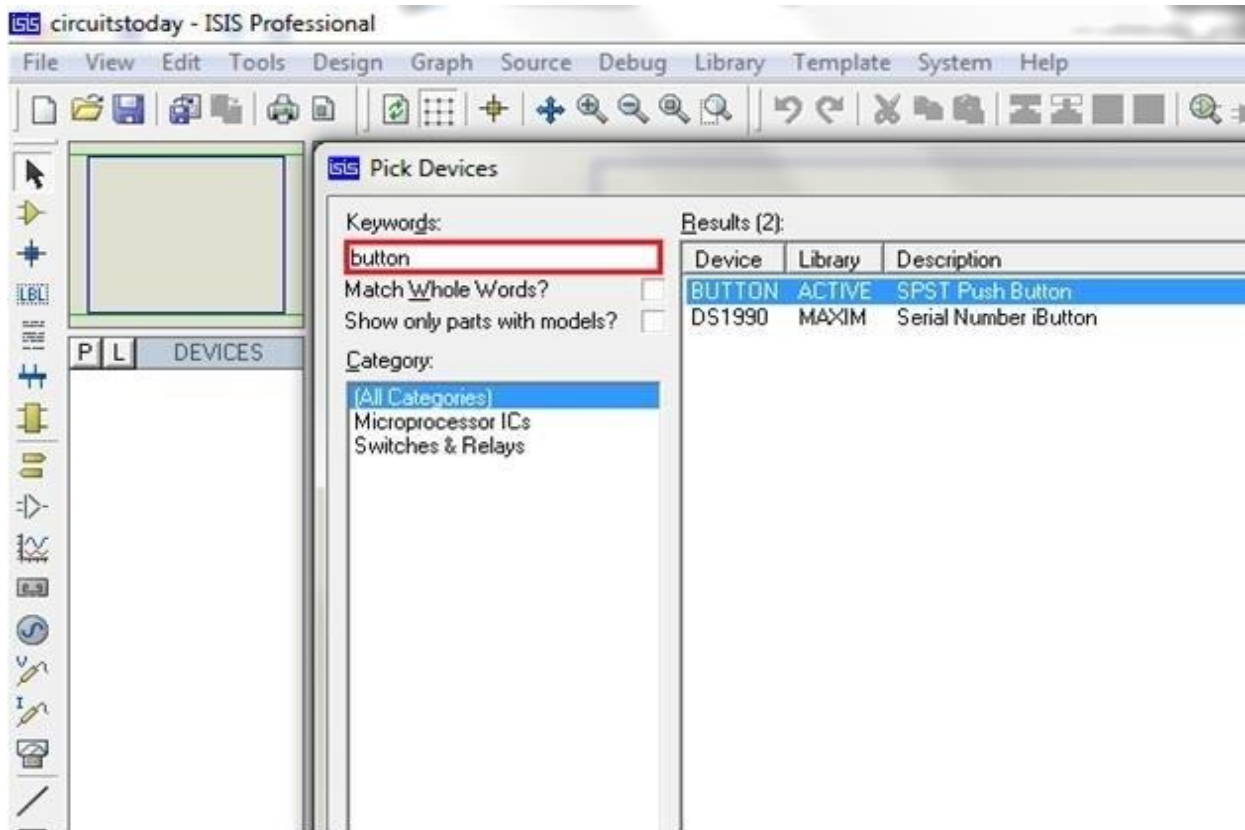 isis circuitstoday - ISIS Professional
File View Edit Tools Design Graph Source Debug Library Template System Help
isis Pick Devices
Keywords:
button
Match Whole Words?
Show only parts with models?
Category:
(All Categories)
Microprocessor ICs
Switches & Relays
Results (2):
Device Library Description
BUTTON ACTIVE SPST Push Button
DS1990 MAXIM Serial Number iButton
LBL
P L DEVICES
V
I